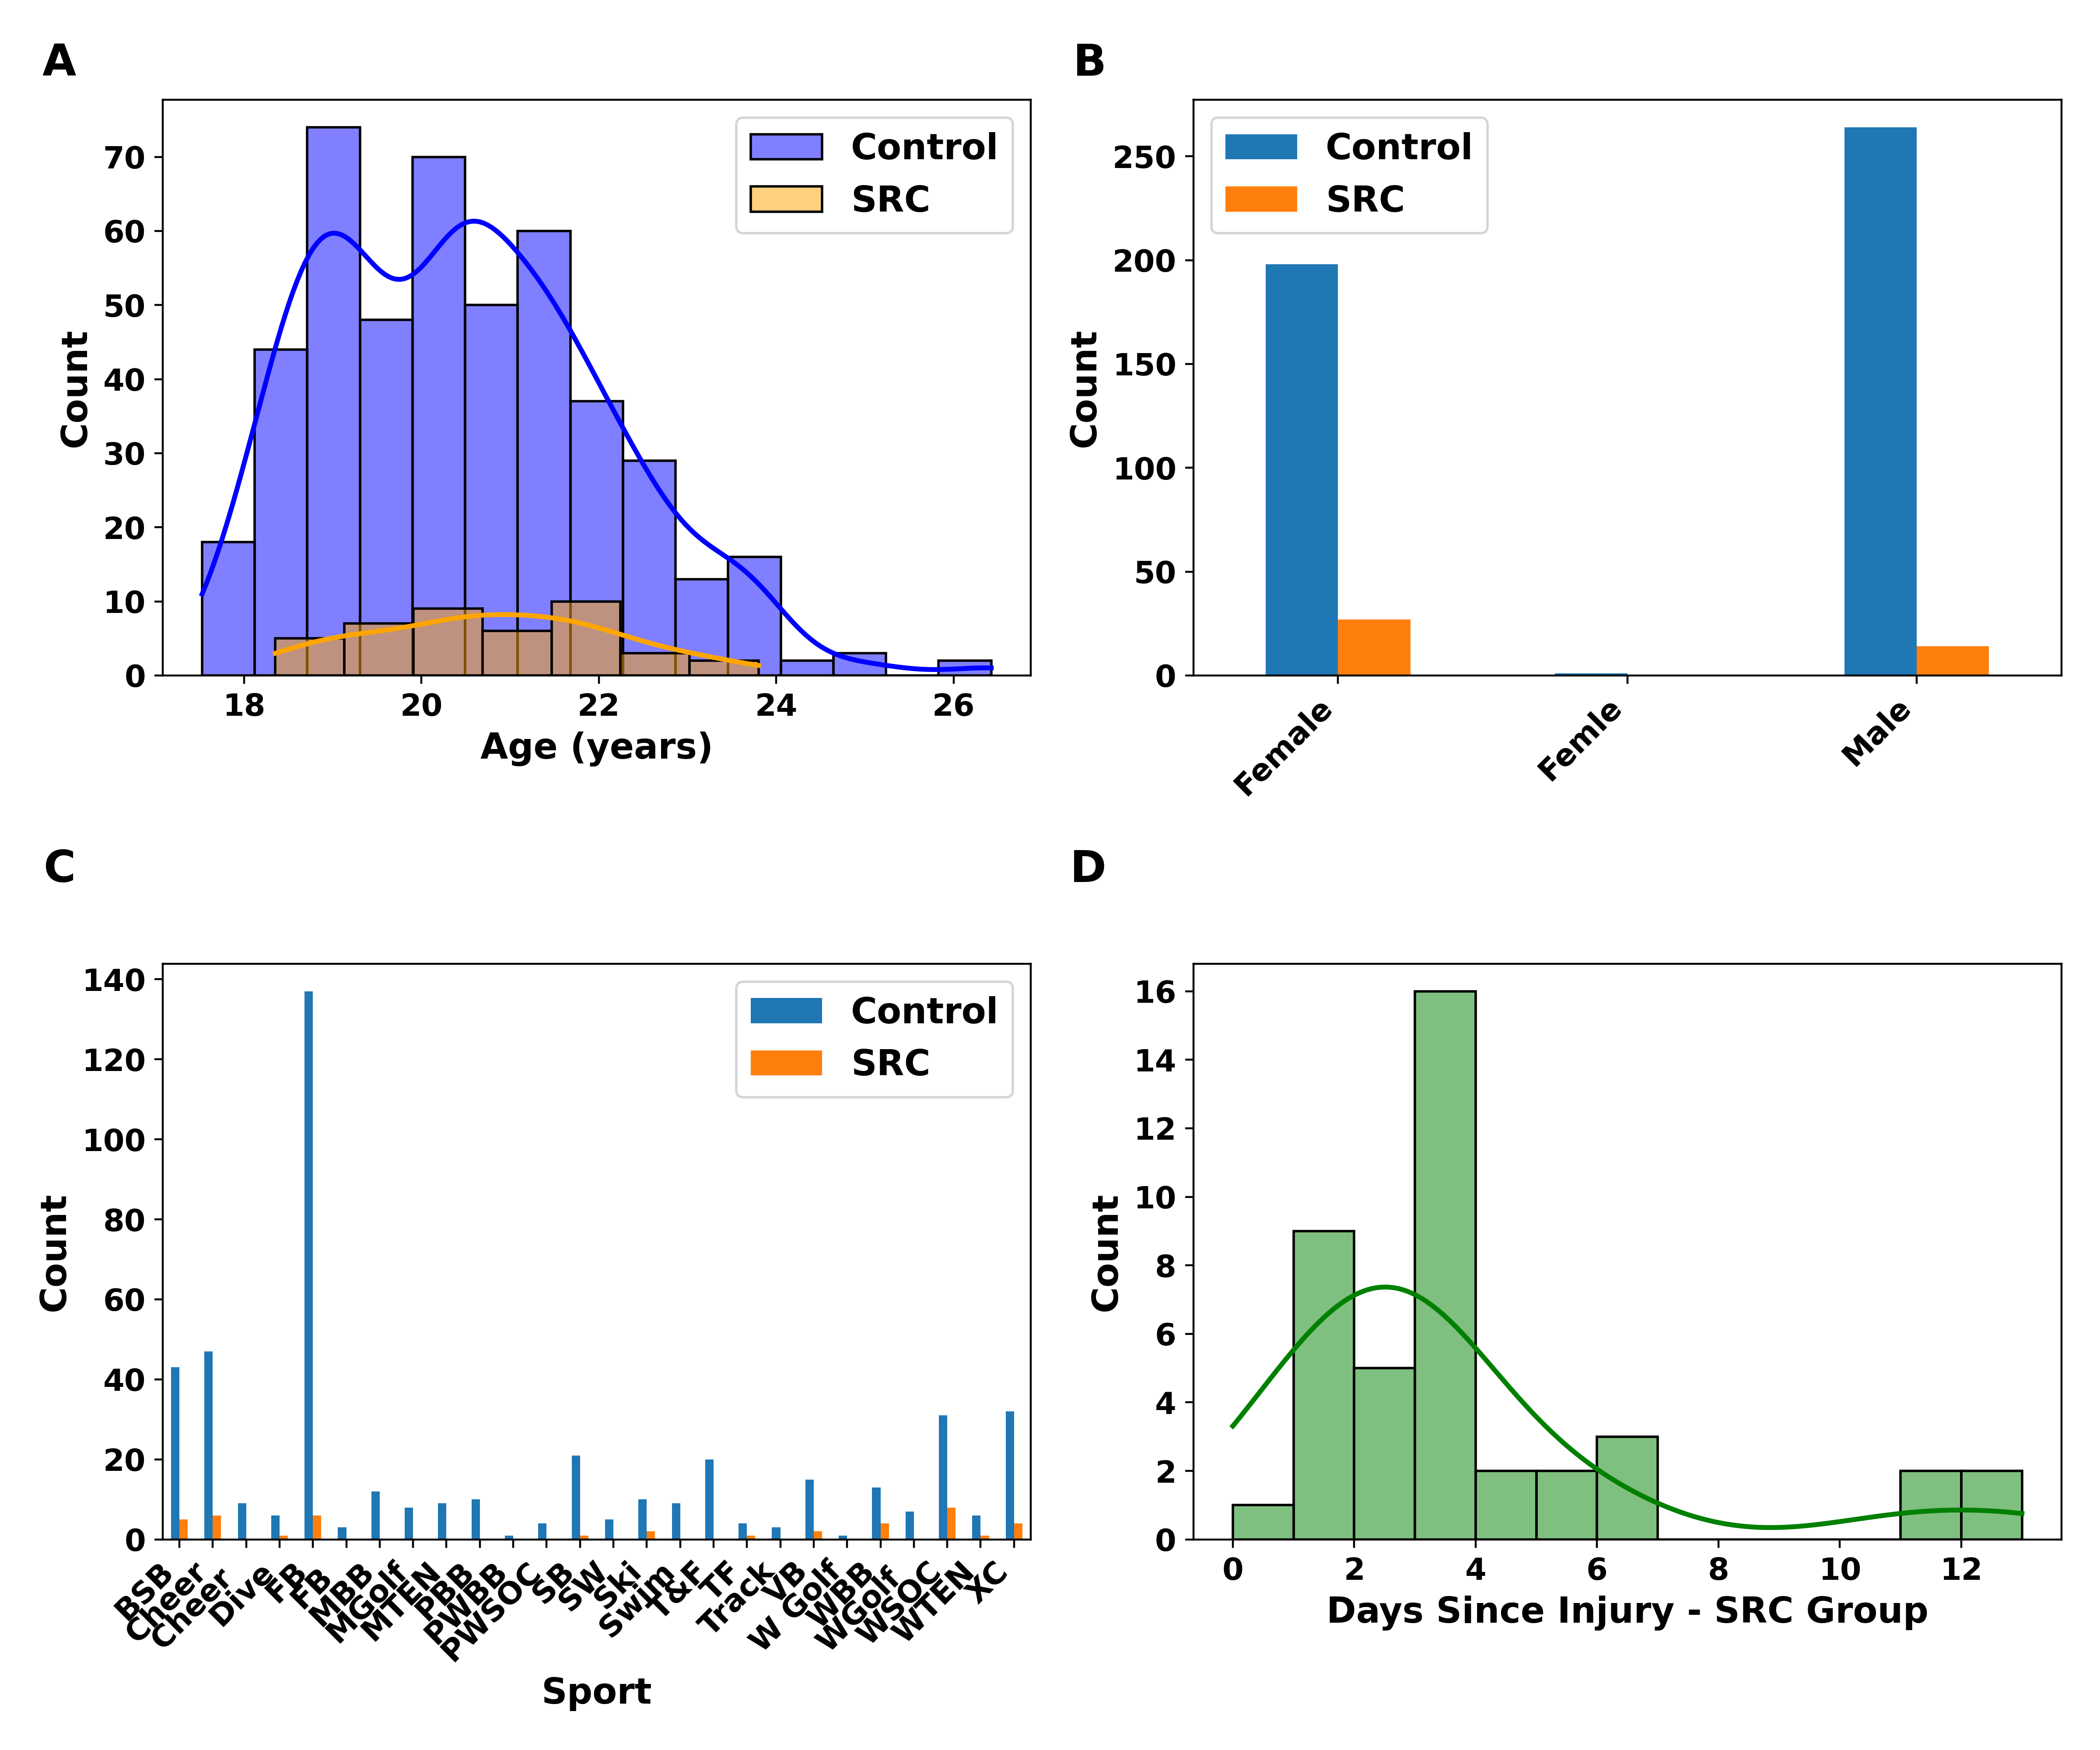 A
Control
SRC
70
60
50
40
30
20
10
0
Count
18 20 22 24 26
Age (years)
B
Control
SRC
250
200
150
100
50
0
Count
Female Femle Male
C
Control
SRC
140
120
100
80
60
40
20
0
Count
BSB Cheer Cheer Dive FB FB MBB MGolf MTEN PBB PWBB PWSOC SB SW Ski Swim T&F TF Track VB W Golf WBB WGolf WSOC WTEN XC
Sport
D
16
14
12
10
8
6
4
2
0
Count
0 2 4 6 8 10 12
Days Since Injury - SRC Group